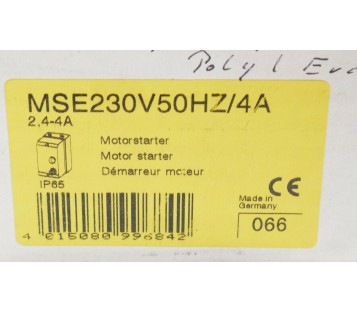 MSE230V50HZ/4A
2,4-4A
Motorstarter
Motor starter
Démarreur moteur
IP65
CE
Made in
Germany
066
4 015080 996842